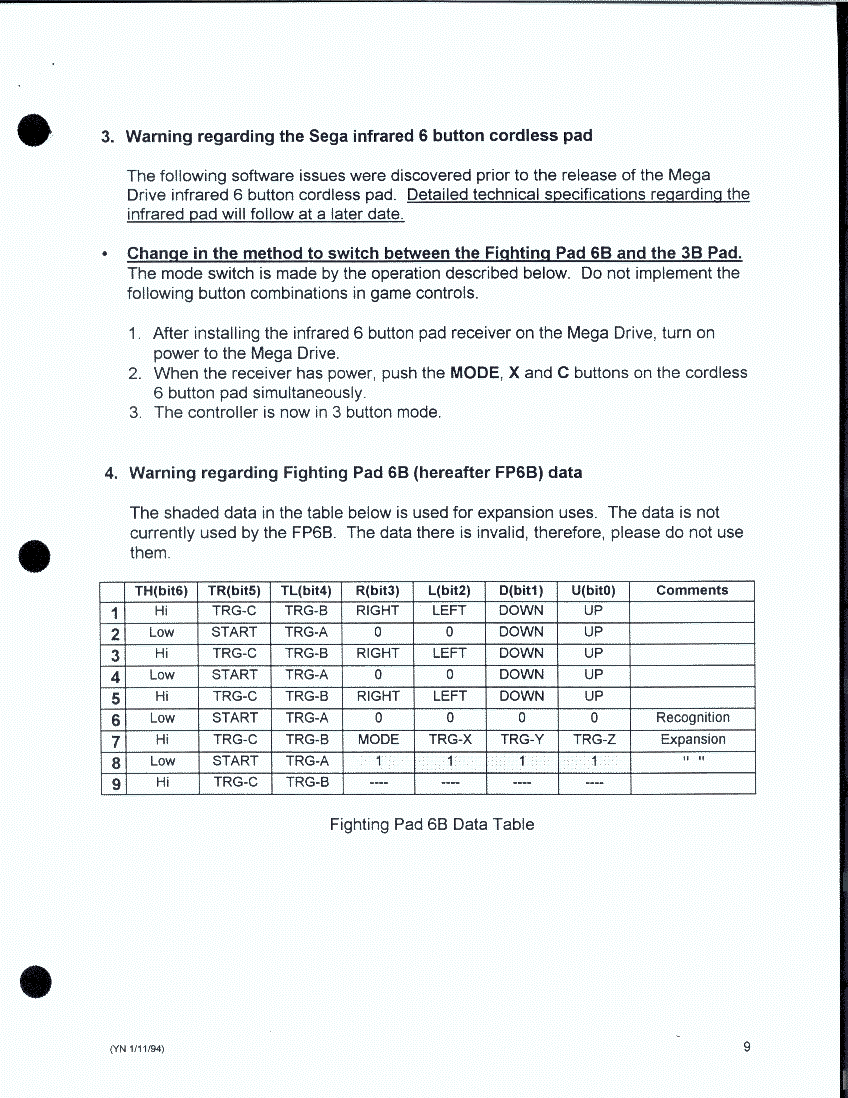 3. Warning regarding the Sega infrared 6 button cordless pad
The following software issues were discovered prior to the release of the Mega
Drive infrared 6 button cordless pad. Detailed technical specifications regarding the
infrared pad will follow at a later date.
• Change in the method to switch between the Fighting Pad 6B and the 3B Pad.
The mode switch is made by the operation described below. Do not implement the
following button combinations in game controls.
1. After installing the infrared 6 button pad receiver on the Mega Drive, turn on
power to the Mega Drive.
2. When the receiver has power, push the MODE, X and C buttons on the cordless
6 button pad simultaneously.
3. The controller is now in 3 button mode.
4. Warning regarding Fighting Pad 6B (hereafter FP6B) data
The shaded data in the table below is used for expansion uses. The data is not
currently used by the FP6B. The data there is invalid, therefore, please do not use
them.
TH(bit6) TR(bit5) TL(bit4) R(bit3) L(bit2) D(bit1) U(bit0) Comments
1 Hi TRG-C TRG-B RIGHT LEFT DOWN UP
2 Low START TRG-A 0 0 DOWN UP
3 Hi TRG-C TRG-B RIGHT LEFT DOWN UP
4 Low START TRG-A 0 0 DOWN UP
5 Hi TRG-C TRG-B RIGHT LEFT DOWN UP
6 Low START TRG-A 0 0 0 0 Recognition
7 Hi TRG-C TRG-B MODE TRG-X TRG-Y TRG-Z Expansion
8 Low START TRG-A 1 1 1 1 " "
9 Hi TRG-C TRG-B ---- ---- ---- ----
Fighting Pad 6B Data Table
(YN 1/11/94) 9